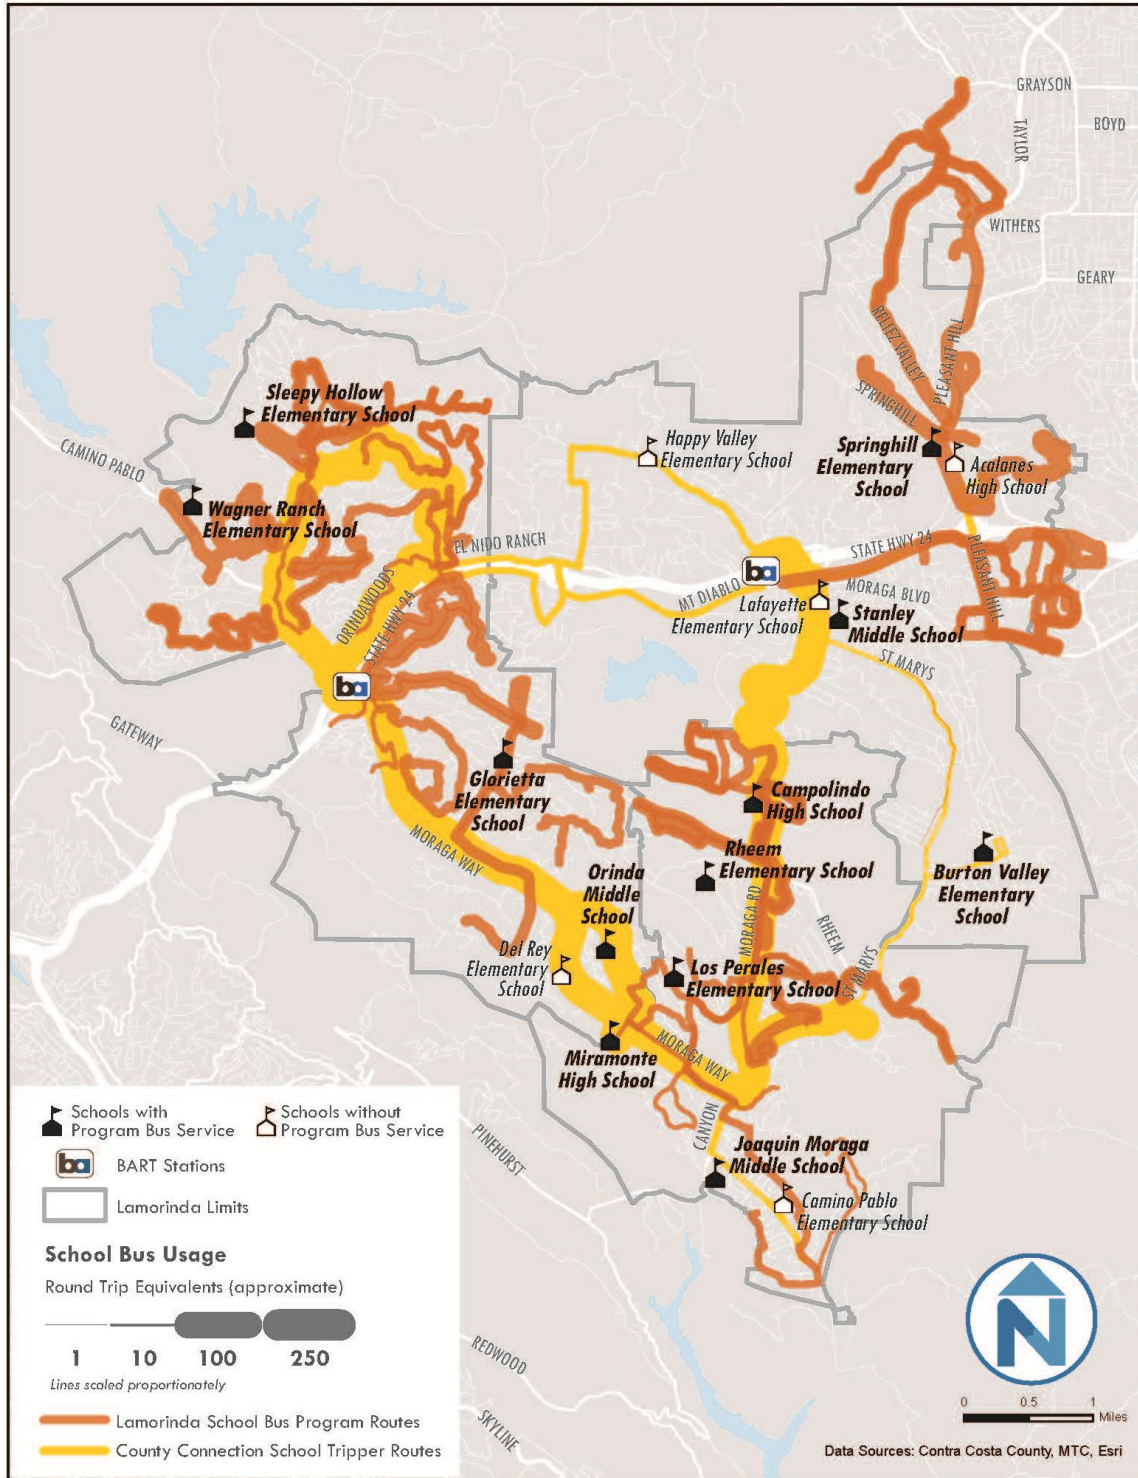 GRAYSON
TAYLOR
BOYD
WITHERS
GEARY
RELIEZ VALLEY
PLEASANT HILL
SPRINGHILL
Sleepy Hollow
Elementary School
CAMINO PABLO
Wagner Ranch
Elementary School
Happy Valley
Elementary School
Springhill
Elementary
School
Acalanes
High School
EL NIDO RANCH
STATE HWY 24
PLEASANT HILL
ORINDAWOODS
STATE HWY 24
ba
MT DIABLO
MORAGA BLVD
Lafayette
Elementary School
Stanley
Middle School
ST MARYS
ba
GATEWAY
Glorietta
Elementary
School
Campolindo
High School
MORAGA WAY
Rheem
Elementary School
Orinda
Middle
School
Burton Valley
Elementary
School
MORAGA RD
RHEEM
Del Rey
Elementary
School
Los Perales
Elementary School
ST MARYS
Miramonte
High School
MORAGA WAY
CANYON
Joaquin Moraga
Middle School
Camino Pablo
Elementary School
PINEHURST
REDWOOD
SKYLINE
Schools with
Program Bus Service
Schools without
Program Bus Service
ba
BART Stations
Lamorinda Limits
School Bus Usage
Round Trip Equivalents (approximate)
1 10 100 250
Lines scaled proportionately
Lamorinda School Bus Program Routes
County Connection School Tripper Routes
N
0 0.5 1
Miles
Data Sources: Contra Costa County, MTC, Esri